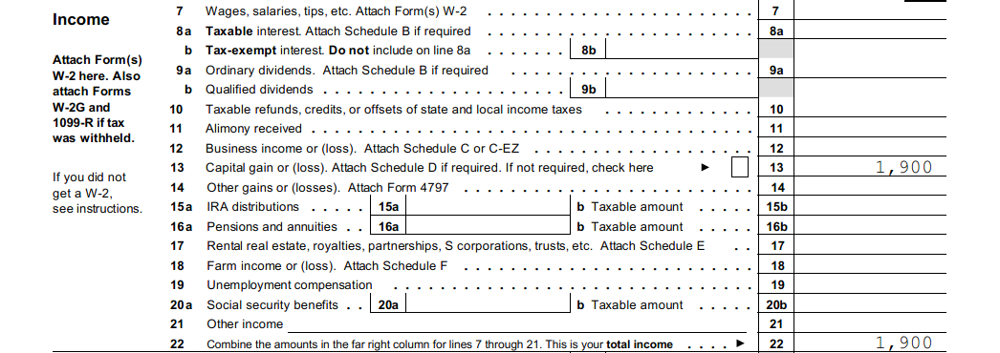 Income
Attach Form(s)
W-2 here. Also
attach Forms
W-2G and
1099-R if tax
was withheld.
If you did not
get a W-2,
see instructions.
7 Wages, salaries, tips, etc. Attach Form(s) W-2 7
8a Taxable interest. Attach Schedule B if required 8a
b Tax-exempt interest. Do not include on line 8a 8b
9a Ordinary dividends. Attach Schedule B if required 9a
b Qualified dividends 9b
10 Taxable refunds, credits, or offsets of state and local income taxes 10
11 Alimony received 11
12 Business income or (loss). Attach Schedule C or C-EZ 12
13 Capital gain or (loss). Attach Schedule D if required. If not required, check here ► 13 1,900
14 Other gains or (losses). Attach Form 4797 14
15a IRA distributions 15a b Taxable amount 15b
16a Pensions and annuities 16a b Taxable amount 16b
17 Rental real estate, royalties, partnerships, S corporations, trusts, etc. Attach Schedule E 17
18 Farm income or (loss). Attach Schedule F 18
19 Unemployment compensation 19
20a Social security benefits 20a b Taxable amount 20b
21 Other income 21
22 Combine the amounts in the far right column for lines 7 through 21. This is your total income ► 22 1,900